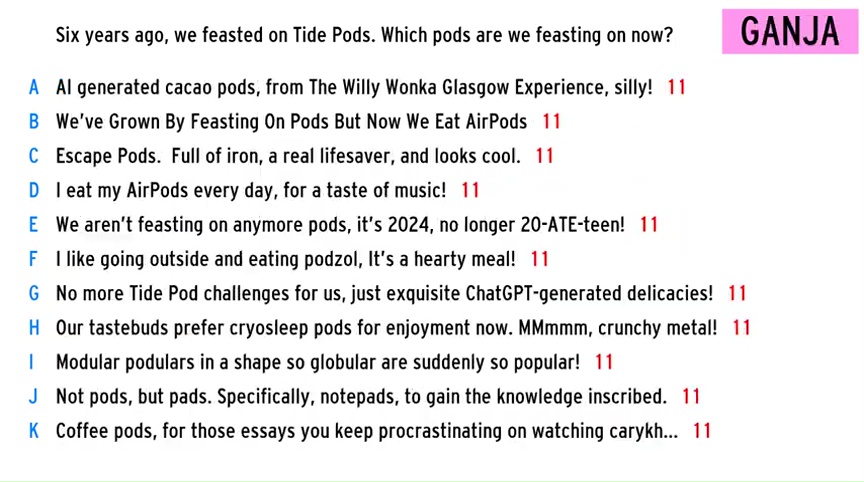 Six years ago, we feasted on Tide Pods. Which pods are we feasting on now?
GANJA
A AI generated cacao pods, from The Willy Wonka Glasgow Experience, silly! 11
B We've Grown By Feasting On Pods But Now We Eat AirPods 11
C Escape Pods. Full of iron, a real lifesaver, and looks cool. 11
D I eat my AirPods every day, for a taste of music! 11
E We aren't feasting on anymore pods, it's 2024, no longer 20-ATE-teen! 11
F I like going outside and eating podzol, It's a hearty meal! 11
G No more Tide Pod challenges for us, just exquisite ChatGPT-generated delicacies! 11
H Our tastebuds prefer cryosleep pods for enjoyment now. MMmmm, crunchy metal! 11
I Modular podulars in a shape so globular are suddenly so popular! 11
J Not pods, but pads. Specifically, notepads, to gain the knowledge inscribed. 11
K Coffee pods, for those essays you keep procrastinating on watching carykh... 11